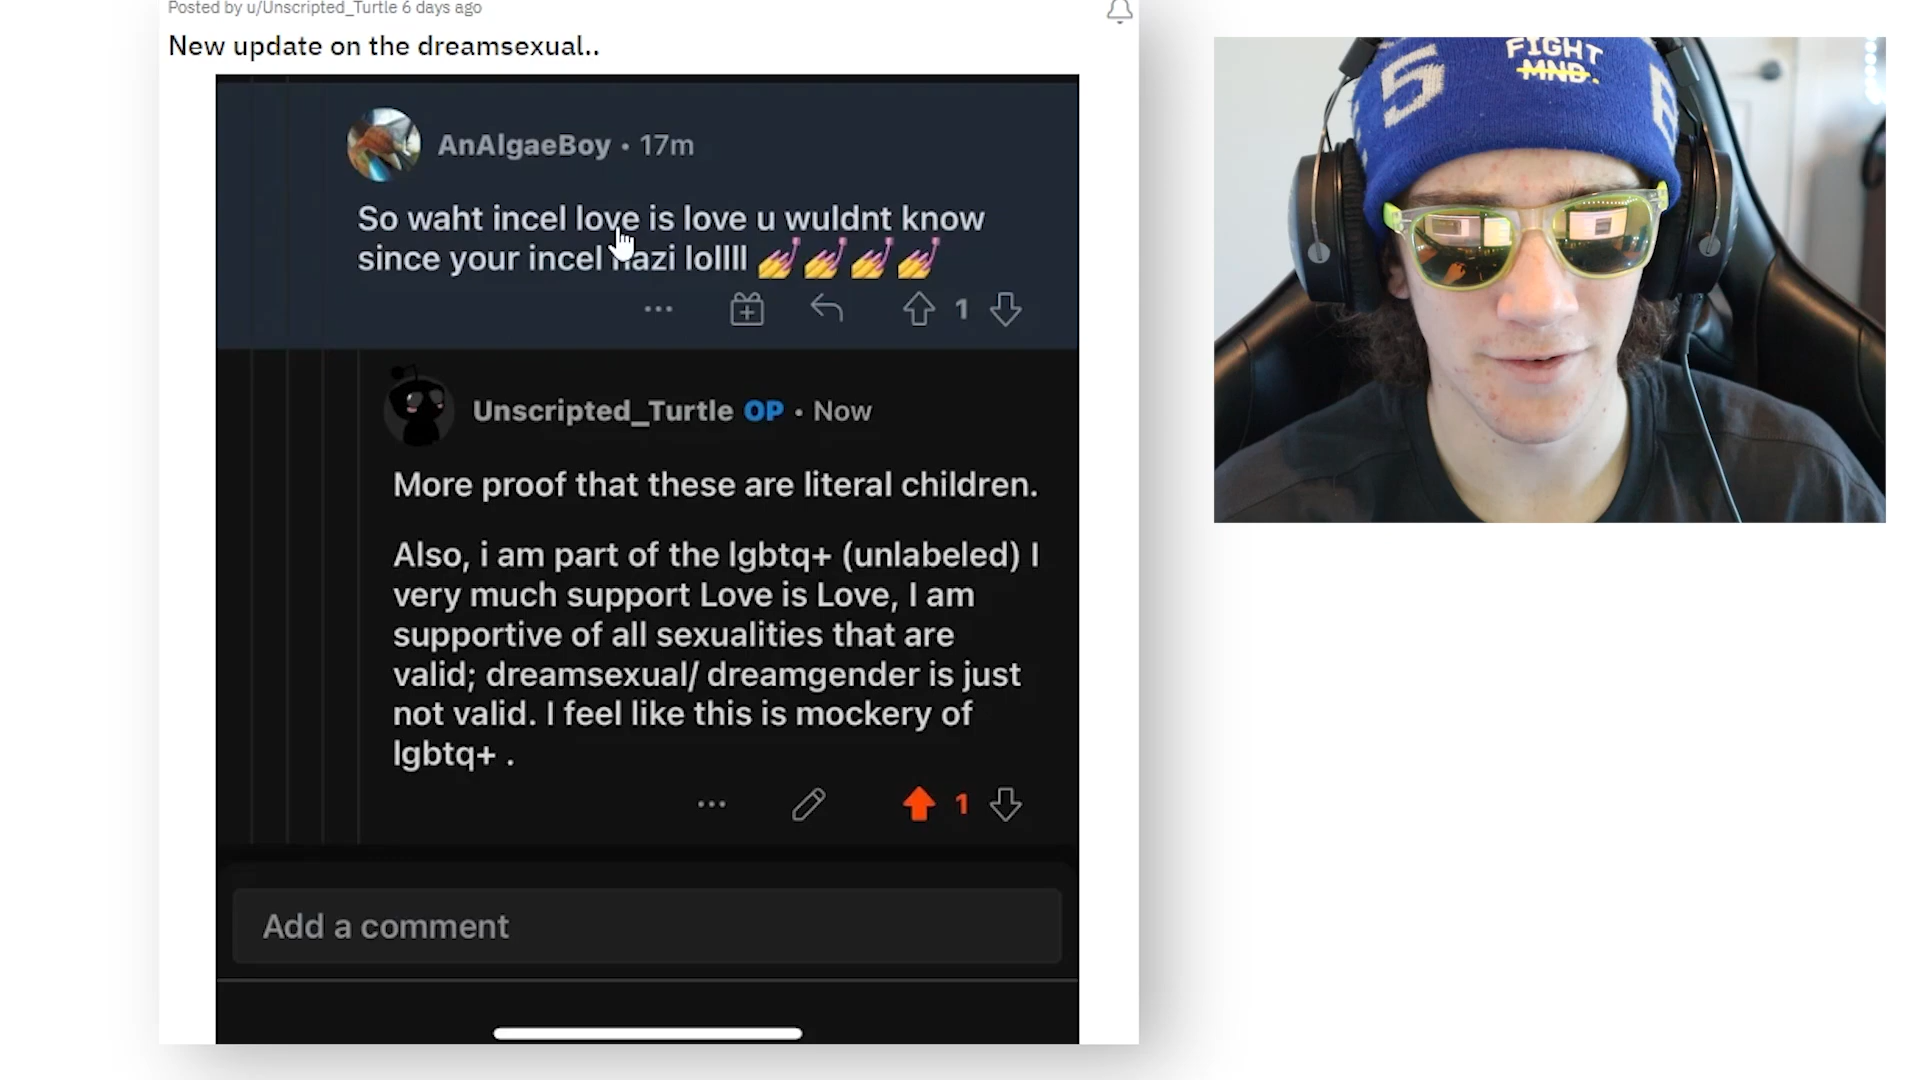 Posted by u/Unscripted_Turtle 6 days ago
New update on the dreamsexual..
AnAlgaeBoy • 17m
So waht incel love is love u wuldnt know
since your incel nazi lollll 💅💅💅💅
1
Unscripted_Turtle OP • Now
More proof that these are literal children.
Also, i am part of the lgbtq+ (unlabeled) I
very much support Love is Love, I am
supportive of all sexualities that are
valid; dreamsexual/ dreamgender is just
not valid. I feel like this is mockery of
lgbtq+ .
1
Add a comment
FIGHT
MND.
5